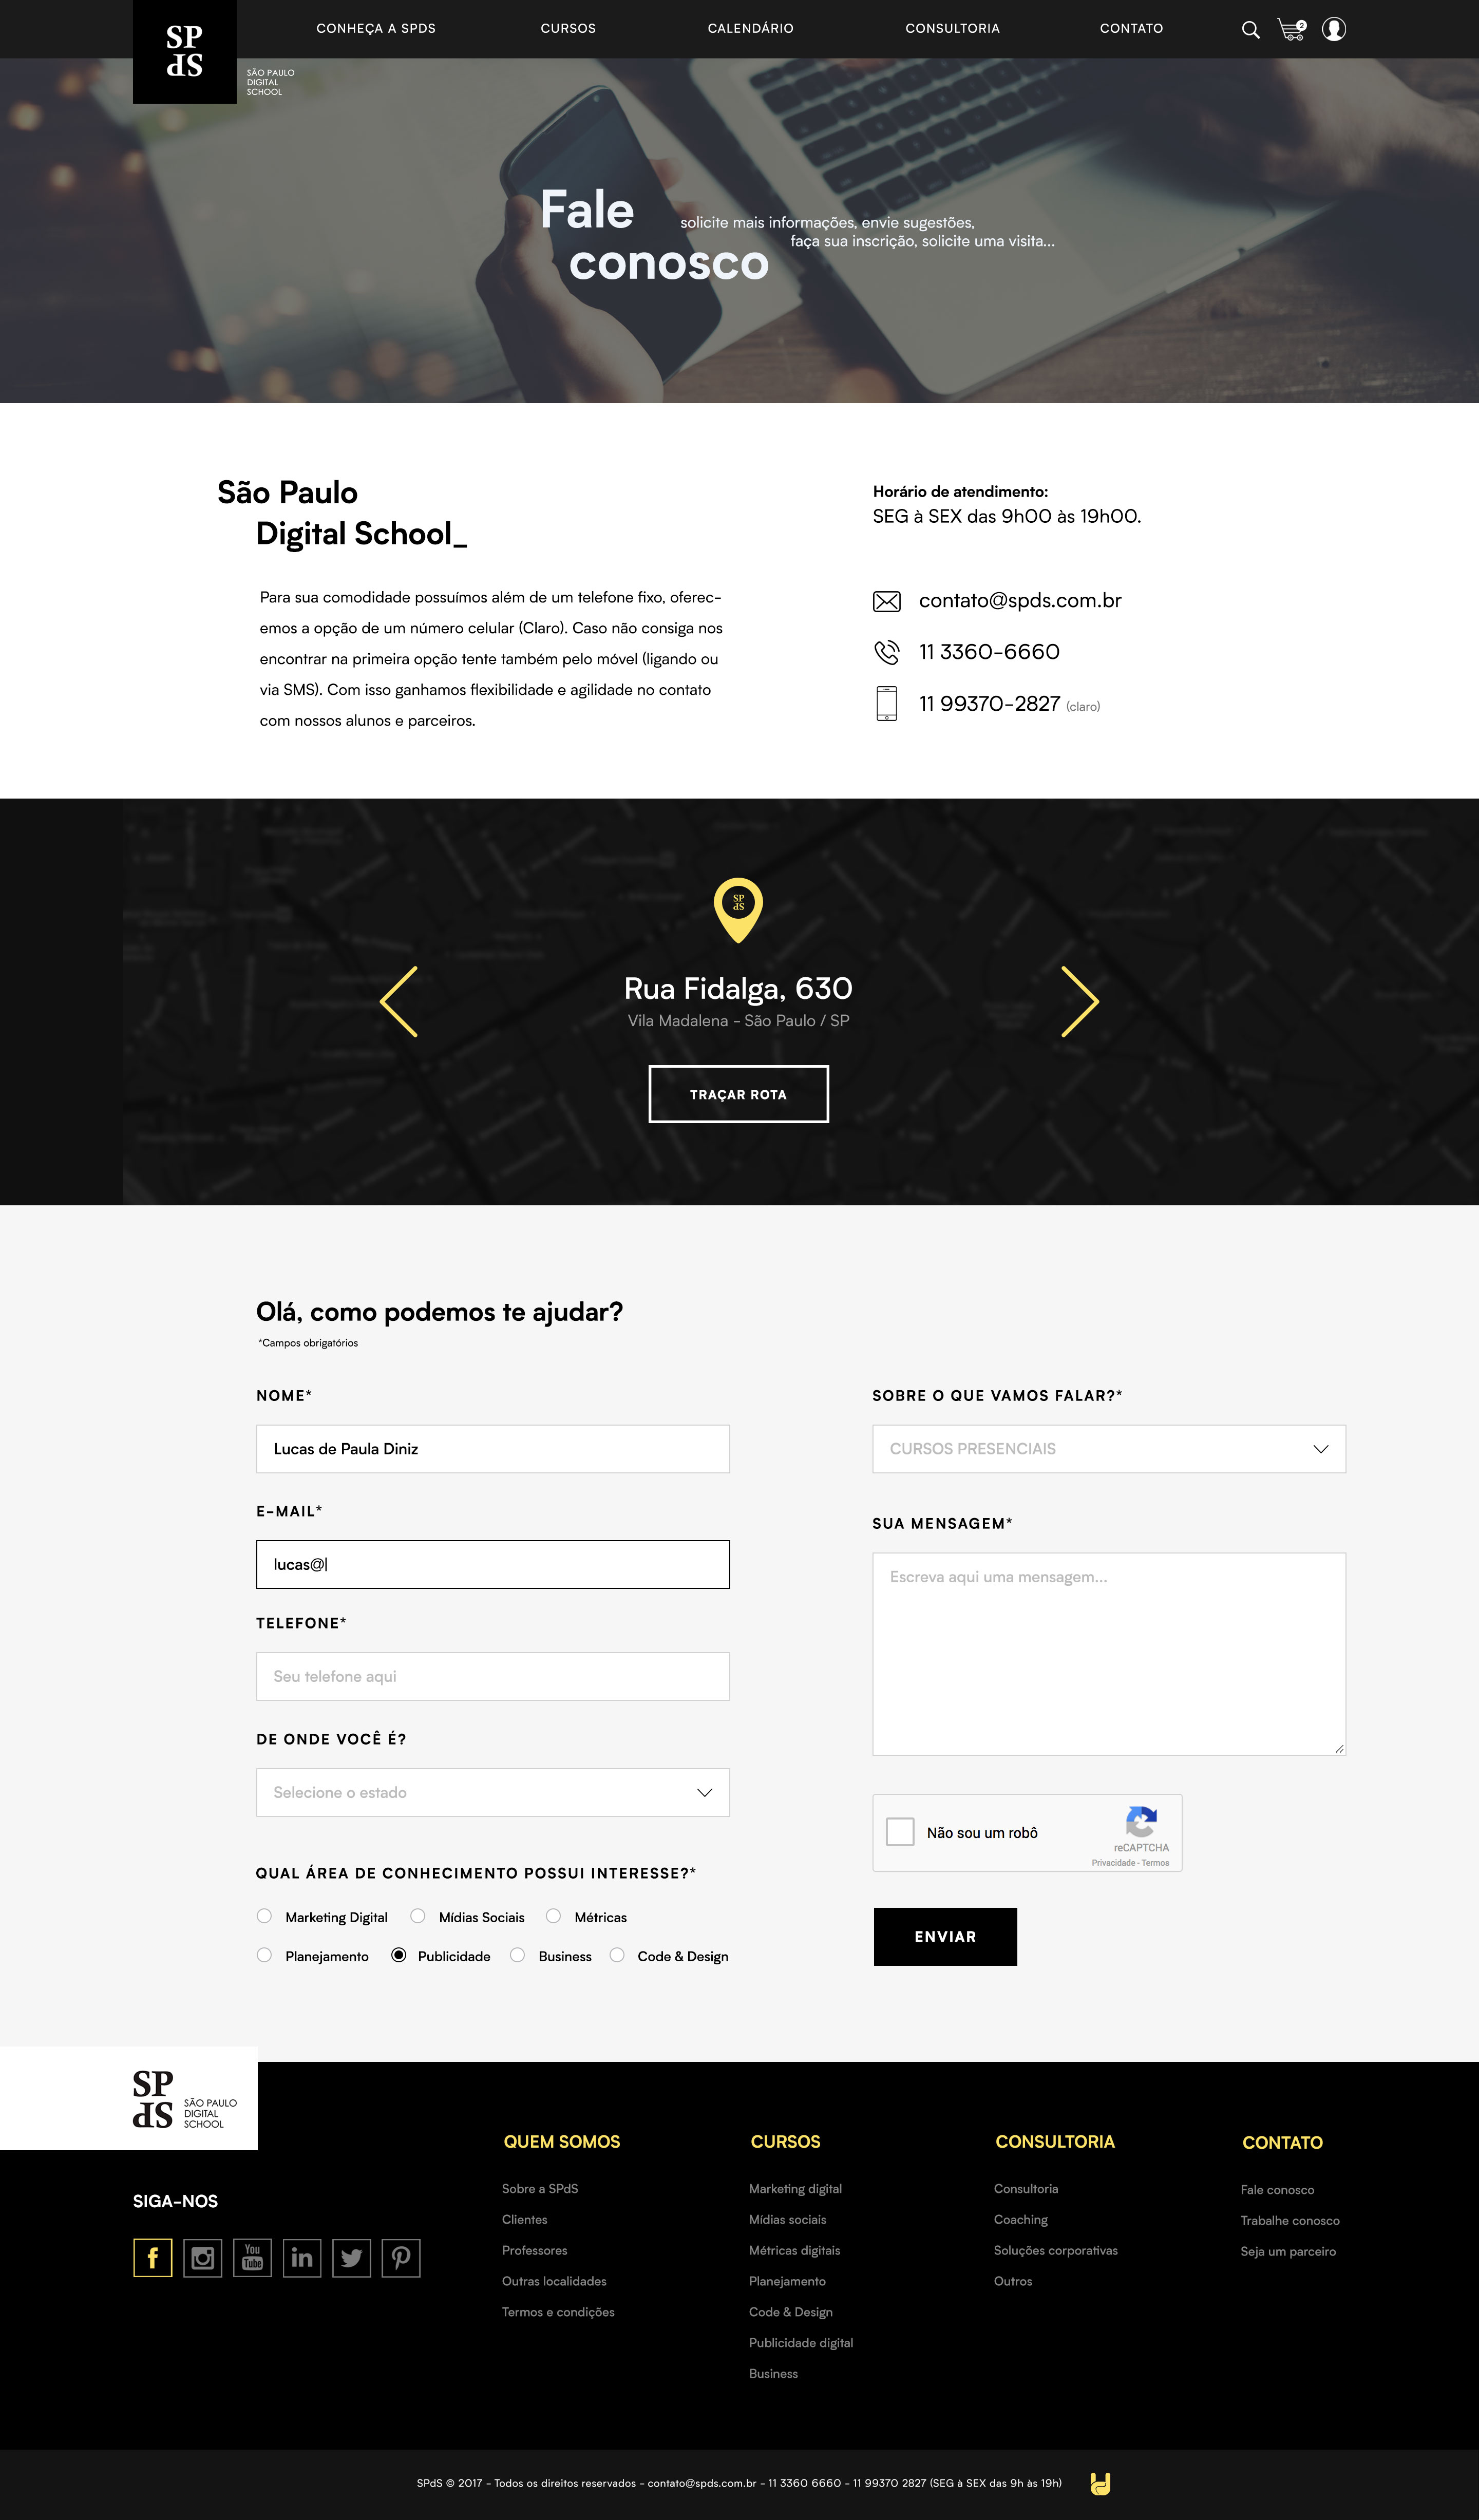 CONHEÇA A SPDS
CURSOS
CALENDÁRIO
CONSULTORIA
CONTATO
2
SP
dS
SÃO PAULO
DIGITAL
SCHOOL
Fale
conosco
solicite mais informações, envie sugestões,
faça sua inscrição, solicite uma visita...
São Paulo
Digital School_
Para sua comodidade possuímos além de um telefone fixo, oferec-
emos a opção de um número celular (Claro). Caso não consiga nos
encontrar na primeira opção tente também pelo móvel (ligando ou
via SMS). Com isso ganhamos flexibilidade e agilidade no contato
com nossos alunos e parceiros.
Horário de atendimento:
SEG à SEX das 9h00 às 19h00.
contato@spds.com.br
11 3360-6660
11 99370-2827 (claro)
SP
dS
Rua Fidalga, 630
Vila Madalena - São Paulo / SP
TRAÇAR ROTA
Olá, como podemos te ajudar?
*Campos obrigatórios
NOME*
Lucas de Paula Diniz
E-MAIL*
lucas@
TELEFONE*
Seu telefone aqui
DE ONDE VOCÊ É?
Selecione o estado
QUAL ÁREA DE CONHECIMENTO POSSUI INTERESSE?*
Marketing Digital Mídias Sociais Métricas
Planejamento Publicidade Business Code & Design
SOBRE O QUE VAMOS FALAR?*
CURSOS PRESENCIAIS
SUA MENSAGEM*
Escreva aqui uma mensagem...
Não sou um robô
reCAPTCHA
Privacidade - Termos
ENVIAR
SP
dS
SÃO PAULO
DIGITAL
SCHOOL
SIGA-NOS
f
You
Tube
in
QUEM SOMOS
Sobre a SPdS
Clientes
Professores
Outras localidades
Termos e condições
CURSOS
Marketing digital
Mídias sociais
Métricas digitais
Planejamento
Code & Design
Publicidade digital
Business
CONSULTORIA
Consultoria
Coaching
Soluções corporativas
Outros
CONTATO
Fale conosco
Trabalhe conosco
Seja um parceiro
SPdS © 2017 - Todos os direitos reservados - contato@spds.com.br - 11 3360 6660 - 11 99370 2827 (SEG à SEX das 9h às 19h)